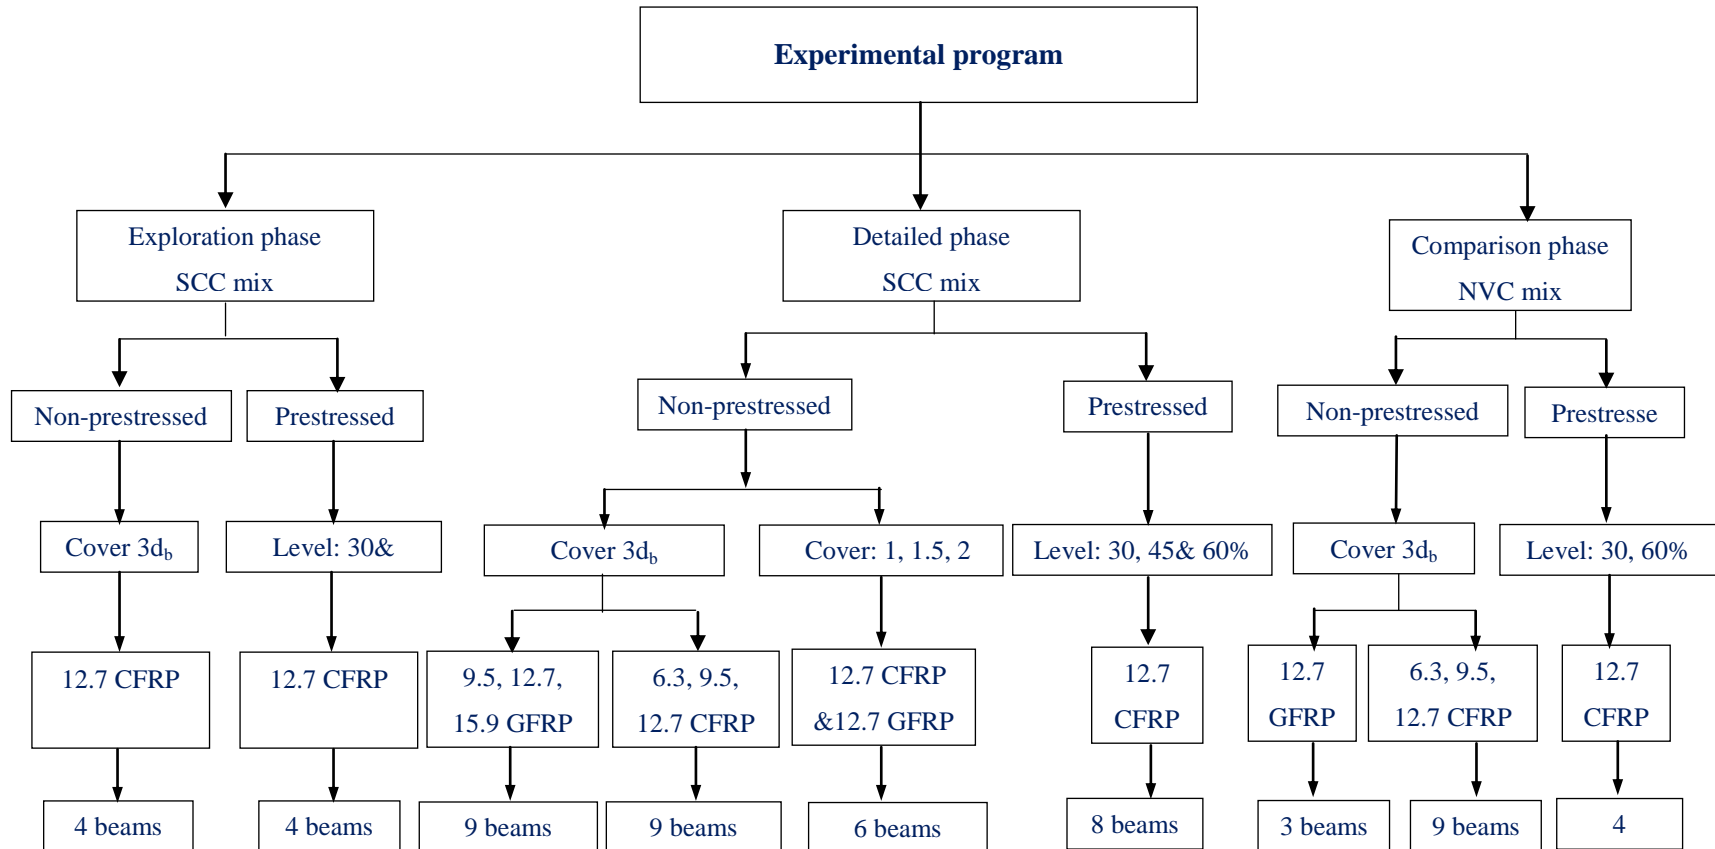 Experimental program
Exploration phase
SCC mix
Detailed phase
SCC mix
Comparison phase
NVC mix
Non-prestressed
Prestressed
Non-prestressed
Prestressed
Non-prestressed
Prestresse
Cover 3d_b
Level: 30&
Cover 3d_b
Cover: 1, 1.5, 2
Level: 30, 45& 60%
Cover 3d_b
Level: 30, 60%
12.7 CFRP
12.7 CFRP
9.5, 12.7,
15.9 GFRP
6.3, 9.5,
12.7 CFRP
12.7 CFRP
&12.7 GFRP
12.7
CFRP
12.7
GFRP
6.3, 9.5,
12.7 CFRP
12.7
CFRP
4 beams
4 beams
9 beams
9 beams
6 beams
8 beams
3 beams
9 beams
4